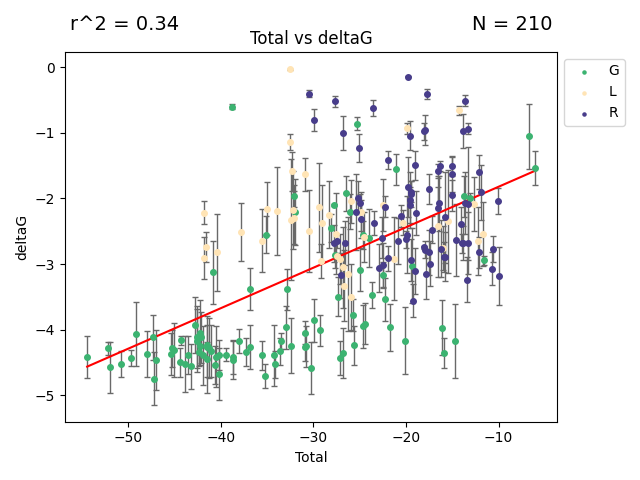 r^2 = 0.34 N = 210
Total vs deltaG
G
L
R
deltaG
0
−1
−2
−3
−4
−5
−50 −40 −30 −20 −10
Total